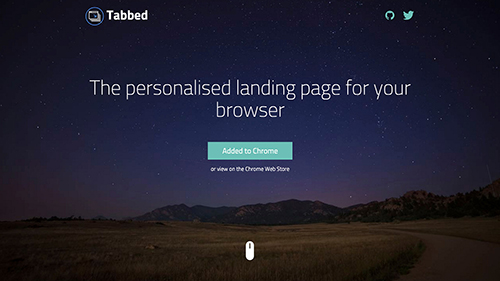 Tabbed
The personalised landing page for your
browser
Added to Chrome
or view on the Chrome Web Store